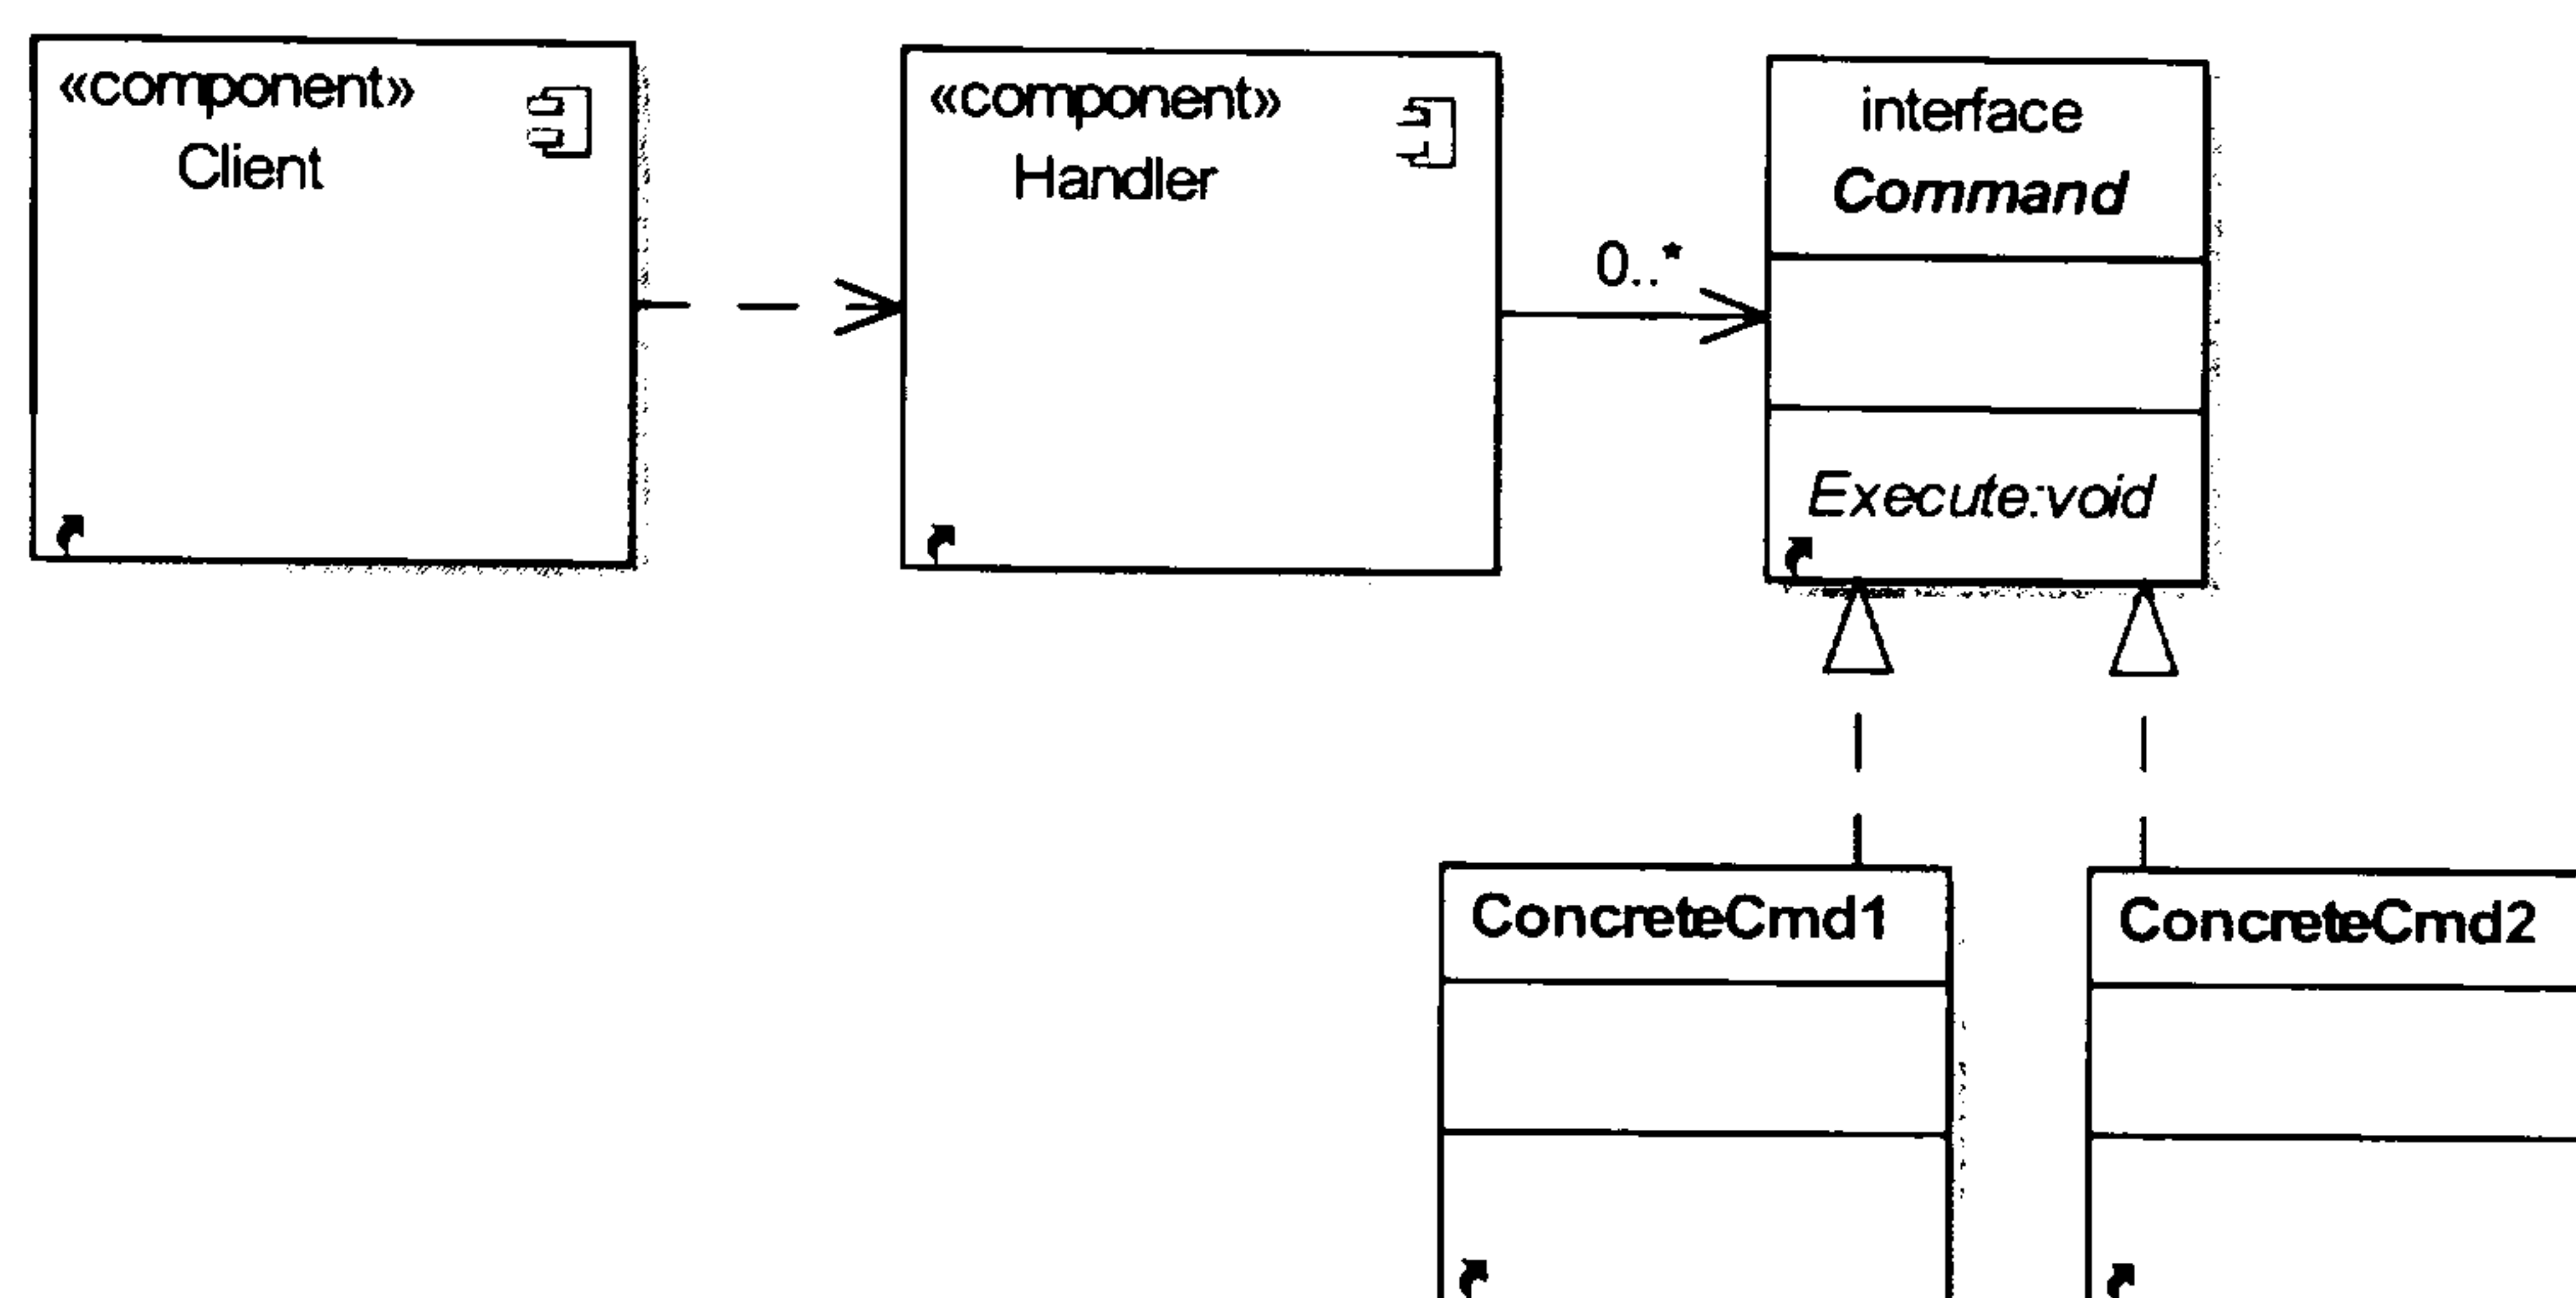 «component»
Client
«component»
Handler
0..*
interface
Command
Execute:void
ConcreteCmd1
ConcreteCmd2